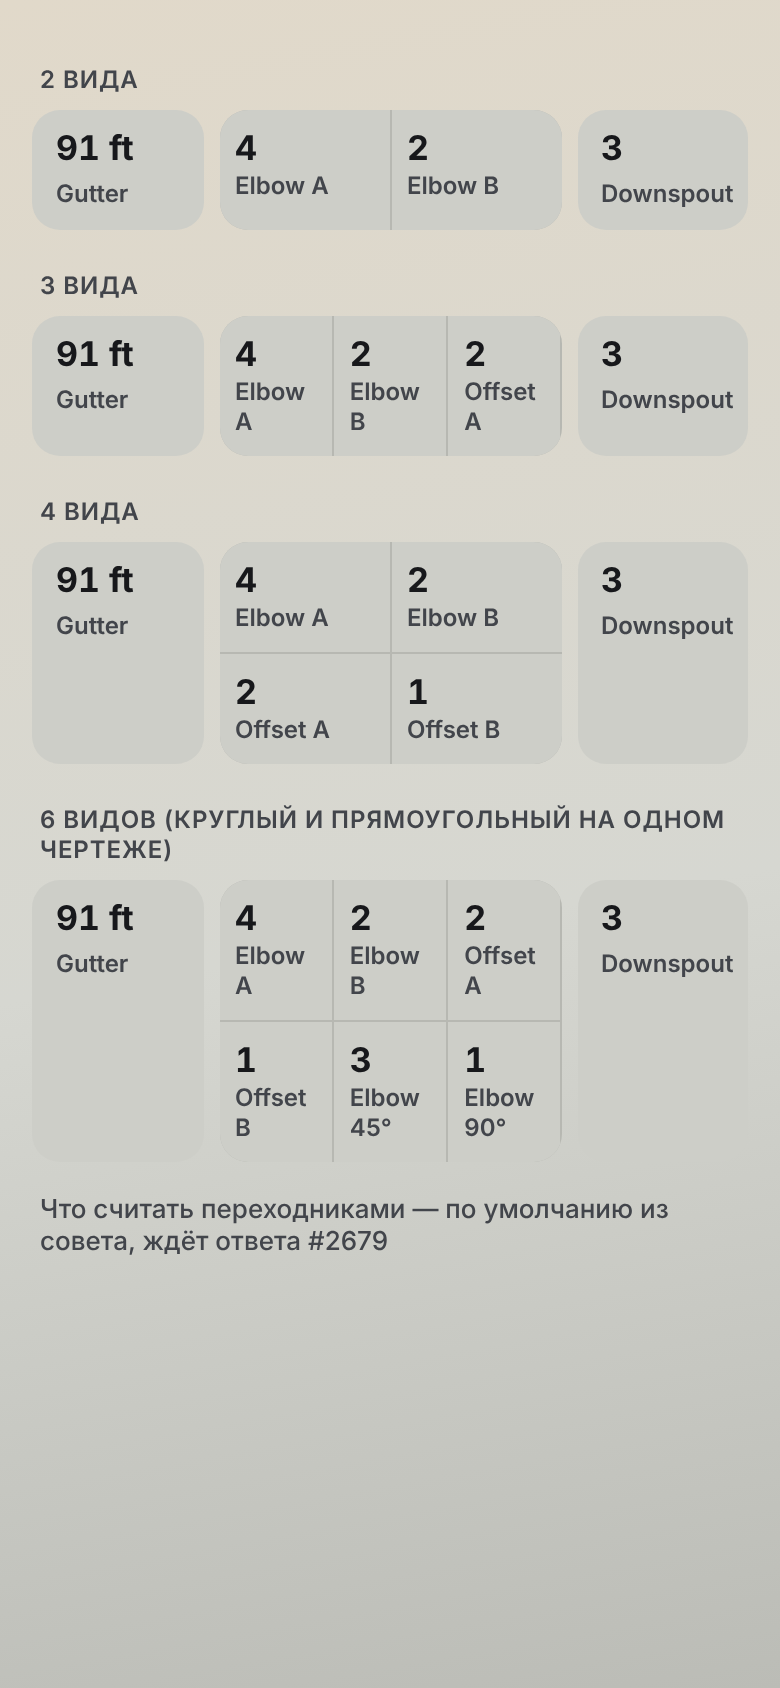 2 ВИДА
91 ft
Gutter
4
Elbow A
2
Elbow B
3
Downspout
3 ВИДА
91 ft
Gutter
4
Elbow
A
2
Elbow
B
2
Offset
A
3
Downspout
4 ВИДА
91 ft
Gutter
4
Elbow A
2
Elbow B
2
Offset A
1
Offset B
3
Downspout
6 ВИДОВ (КРУГЛЫЙ И ПРЯМОУГОЛЬНЫЙ НА ОДНОМ
ЧЕРТЕЖЕ)
91 ft
Gutter
4
Elbow
A
2
Elbow
B
2
Offset
A
1
Offset
B
3
Elbow
45°
1
Elbow
90°
3
Downspout
Что считать переходниками — по умолчанию из
совета, ждёт ответа #2679